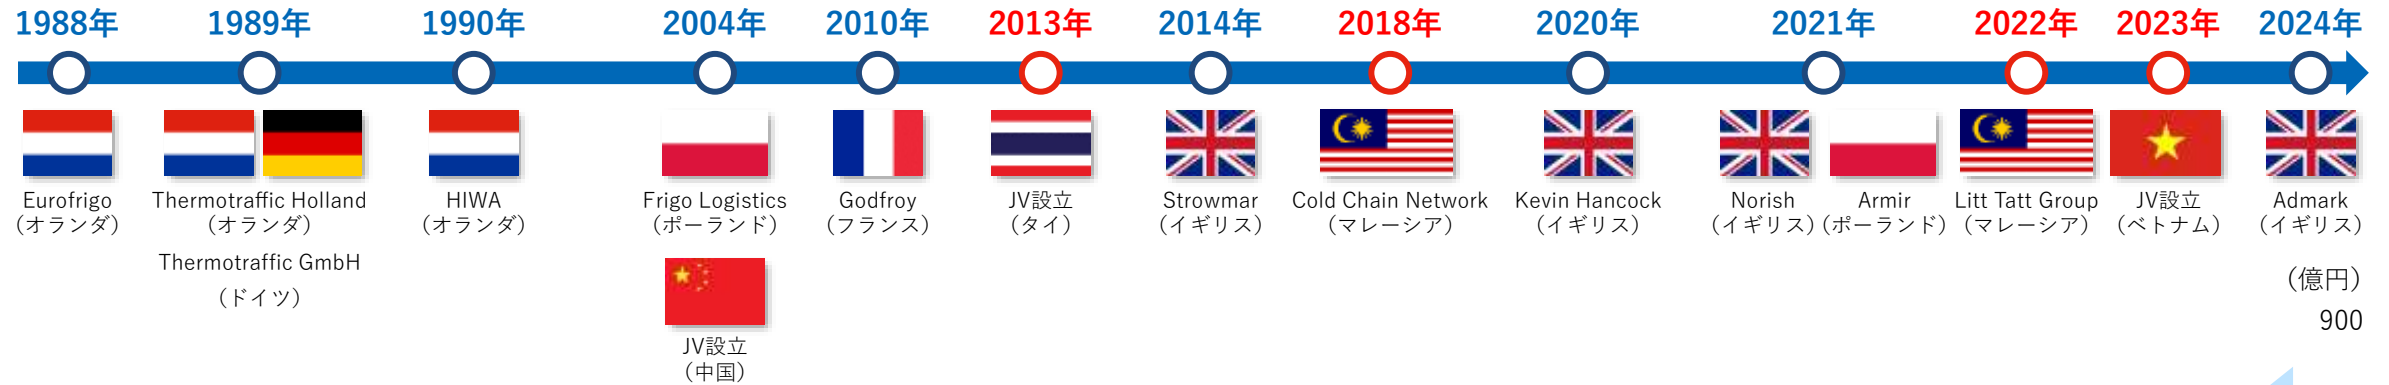 1988年 1989年 1990年 2004年 2010年 2013年 2014年 2018年 2020年 2021年 2022年 2023年 2024年
Eurofrigo Thermotraffic Holland HIWA Frigo Logistics Godfroy JV設立 Strowmar Cold Chain Network Kevin Hancock Norish Armir Litt Tatt Group JV設立 Admark
（オランダ） （オランダ） （オランダ） （ポーランド） （フランス） （タイ） （イギリス） （マレーシア） （イギリス） （イギリス） （ポーランド） （マレーシア） （ベトナム） （イギリス）
Thermotraffic GmbH
（ドイツ）
JV設立
（中国）
（億円）
900